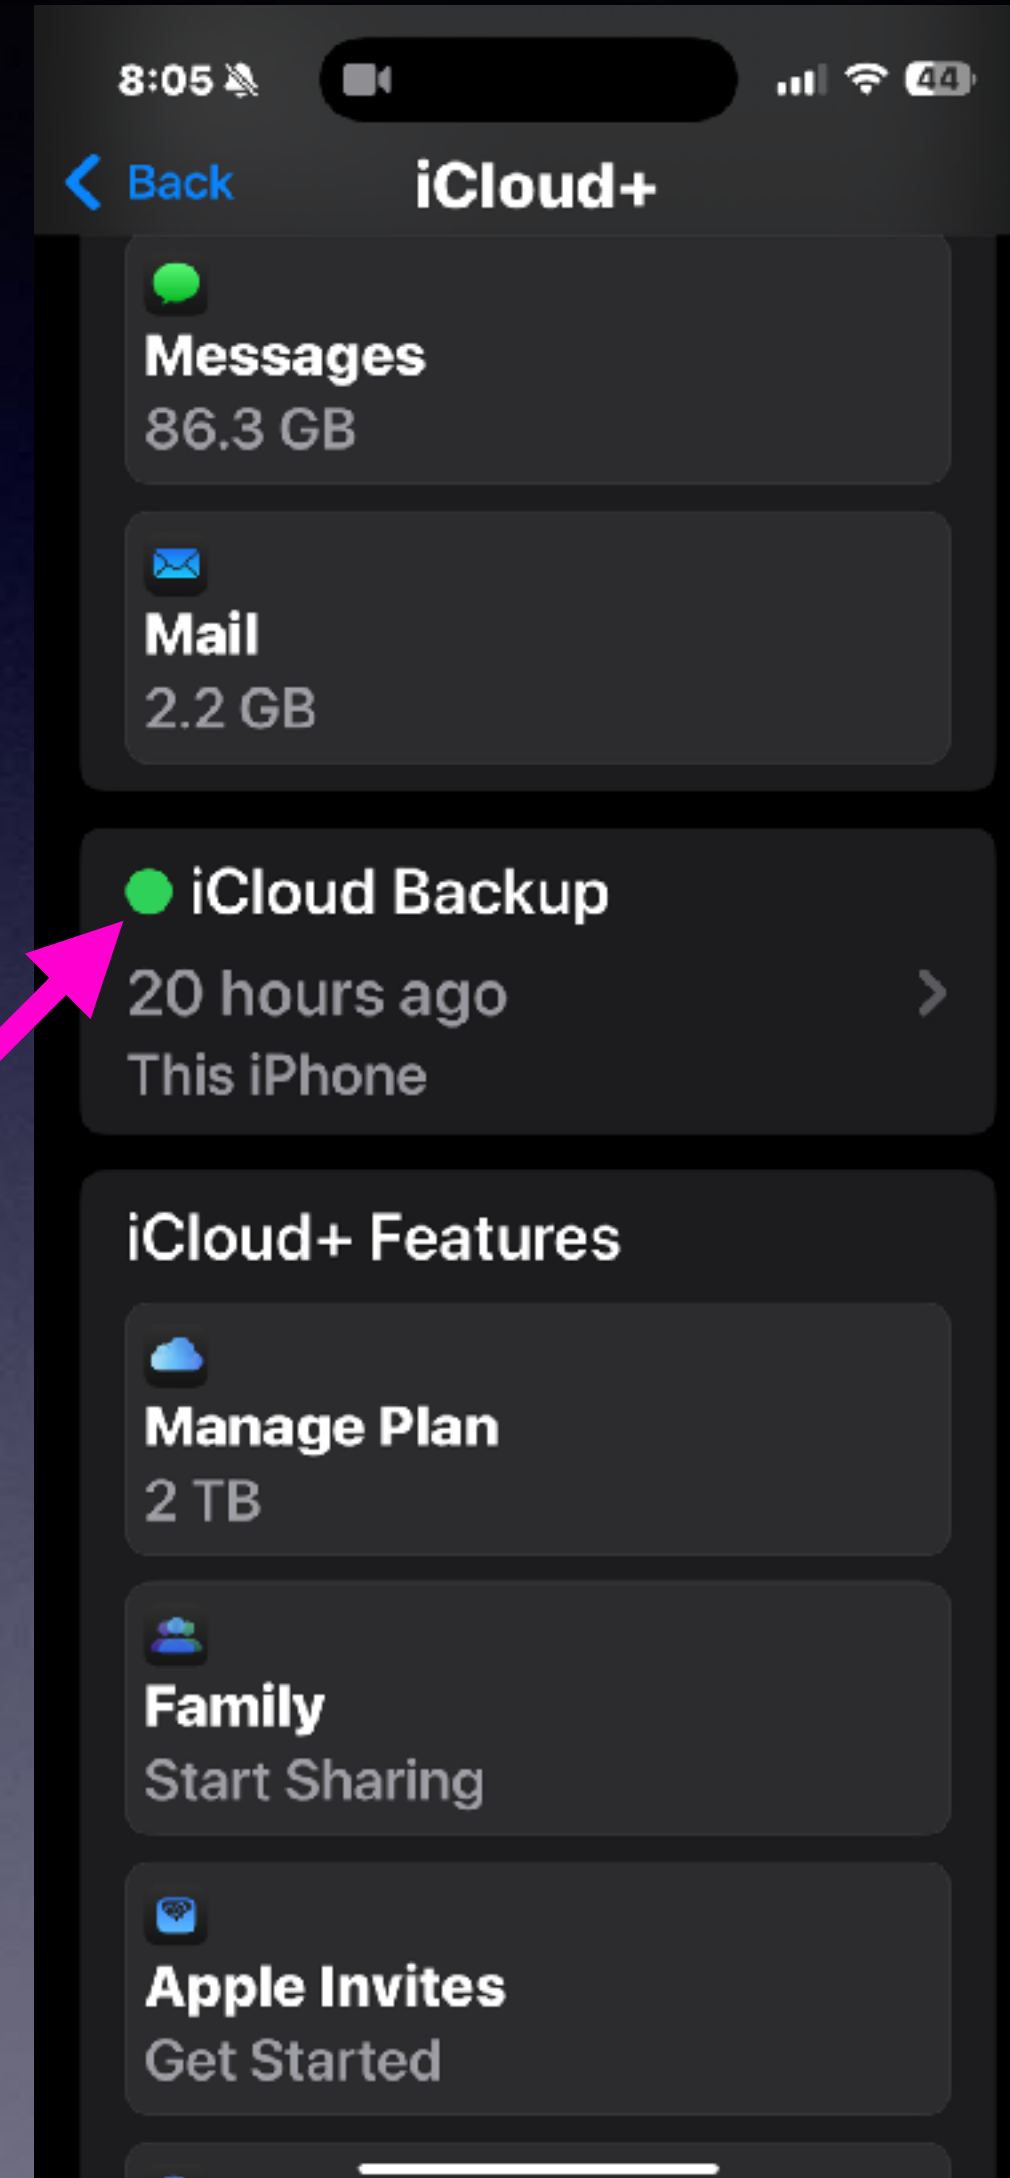 8:05
44
Back
iCloud+
Messages
86.3 GB
Mail
2.2 GB
iCloud Backup
20 hours ago
This iPhone
iCloud+ Features
Manage Plan
2 TB
Family
Start Sharing
Apple Invites
Get Started